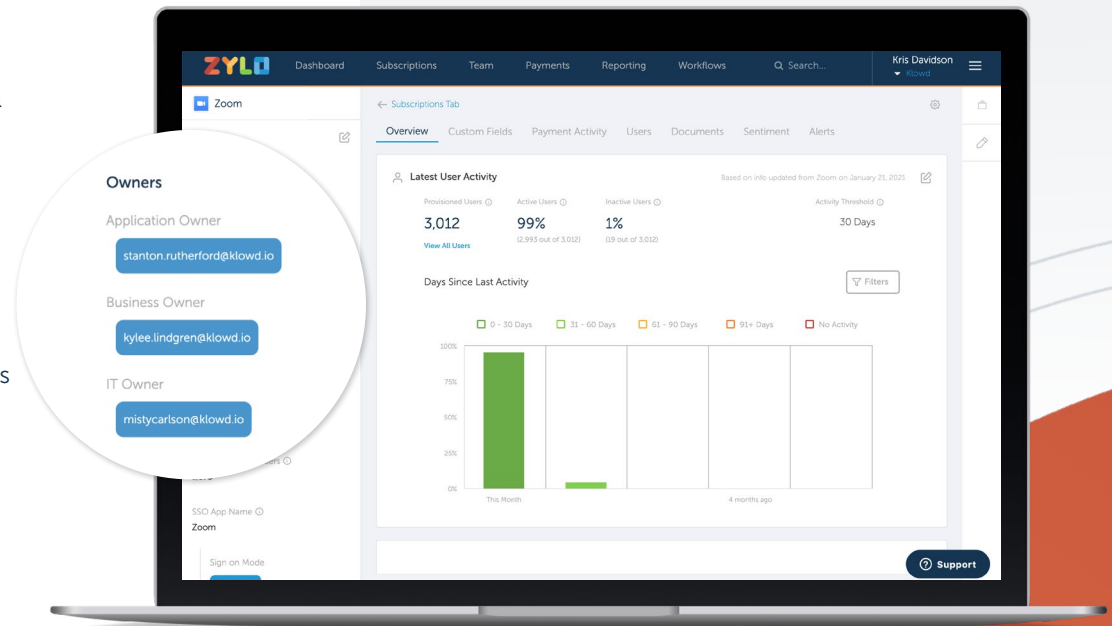 ZYLO
Dashboard
Subscriptions
Team
Payments
Reporting
Workflows
Search...
Kris Davidson
Klowd
Zoom
Owners
Application Owner
stanton.rutherford@klowd.io
Business Owner
kylee.lindgren@klowd.io
IT Owner
mistycarlson@klowd.io
SSO App Name
Zoom
Sign on Mode
← Subscriptions Tab
Overview Custom Fields Payment Activity Users Documents Sentiment Alerts
Latest User Activity
Based on info updated from Zoom on January 21, 2021
Provisioned Users Active Users Inactive Users Activity Threshold
3,012 99% 1% 30 Days
View All Users (2,993 out of 3,012) (19 out of 3,012)
Days Since Last Activity
Filters
0 - 30 Days 31 - 60 Days 61 - 90 Days 91+ Days No Activity
100%
75%
50%
25%
0%
This Month 4 months ago
Support